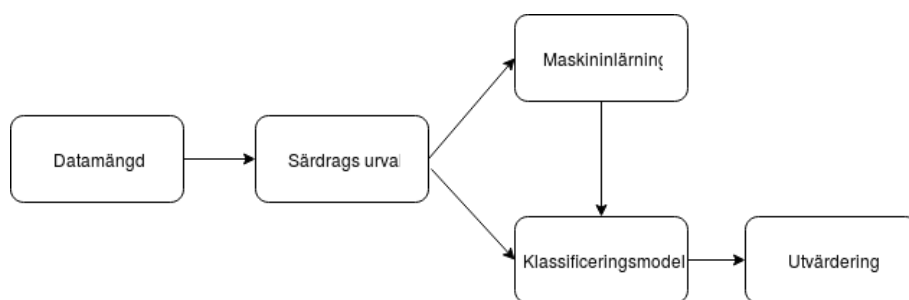 Maskininlärning
Datamängd
Särdrags urval
Klassificeringsmodel
Utvärdering